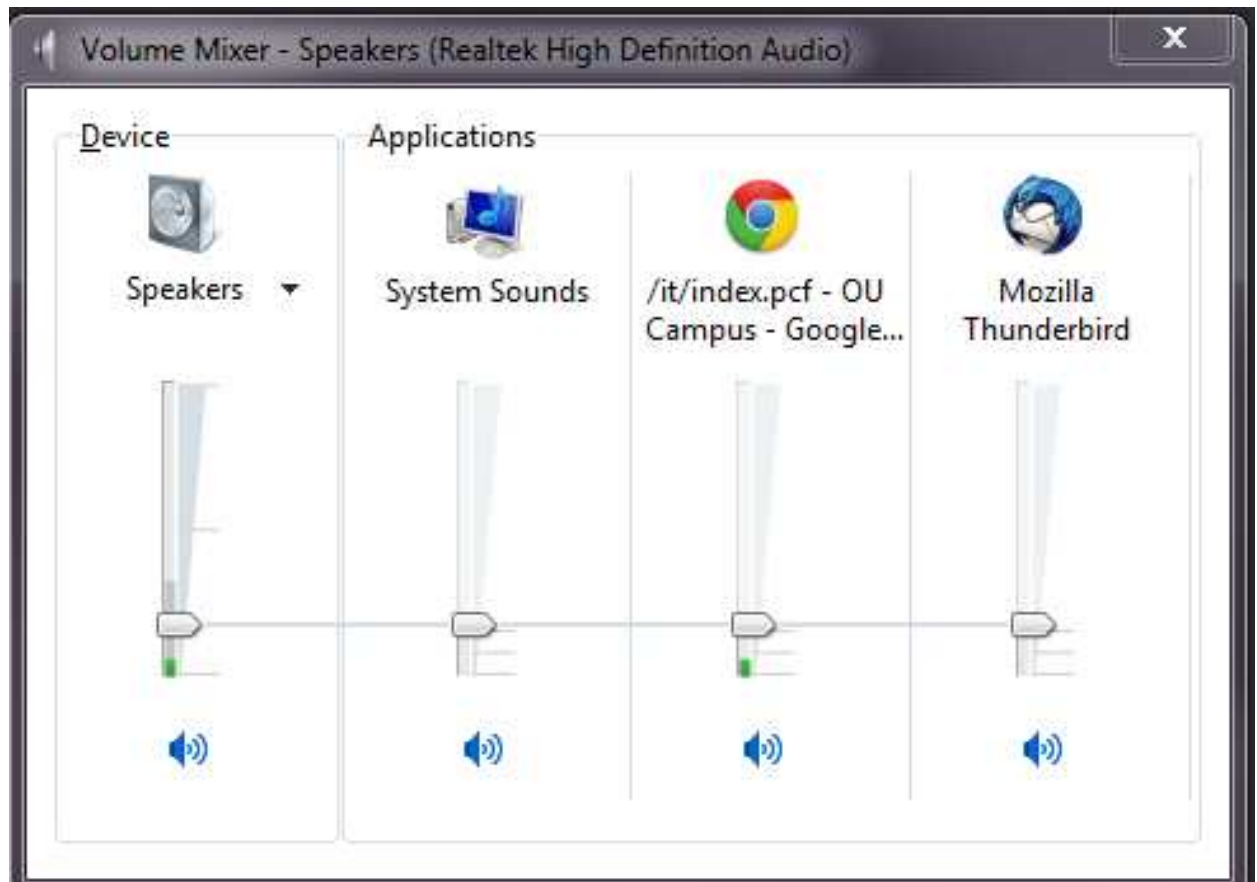 Volume Mixer - Speakers (Realtek High Definition Audio)
Device
Applications
Speakers
System Sounds
/it/index.pcf - OU
Campus - Google...
Mozilla
Thunderbird